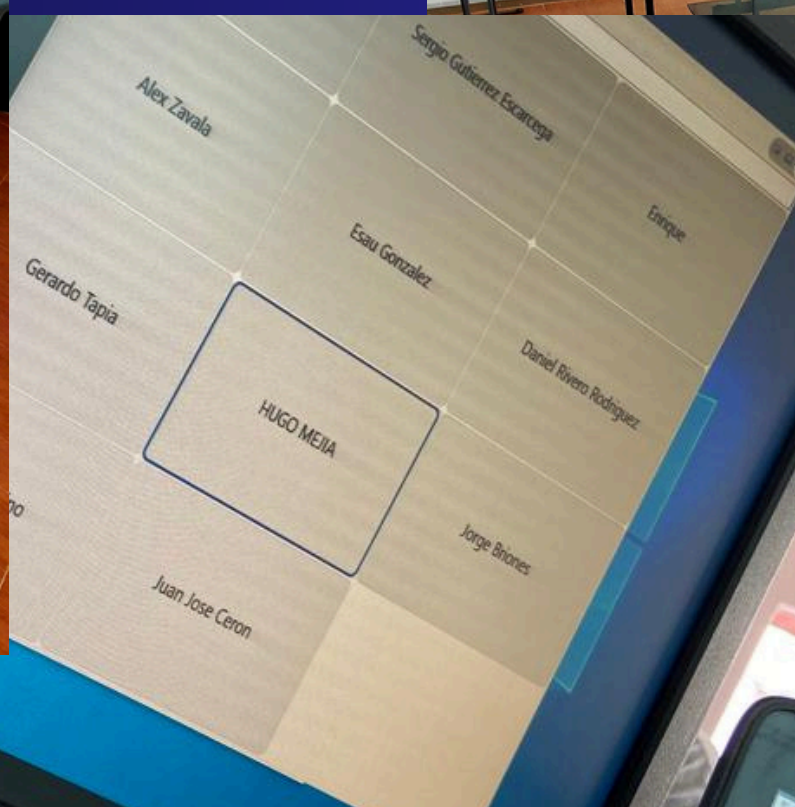 Sergio Gutierrez Escarcega
Alex Zavala
Enrique
Esau Gonzalez
Gerardo Tapia
Daniel Rivero Rodriguez
HUGO MEJIA
Jorge Briones
Juan Jose Ceron